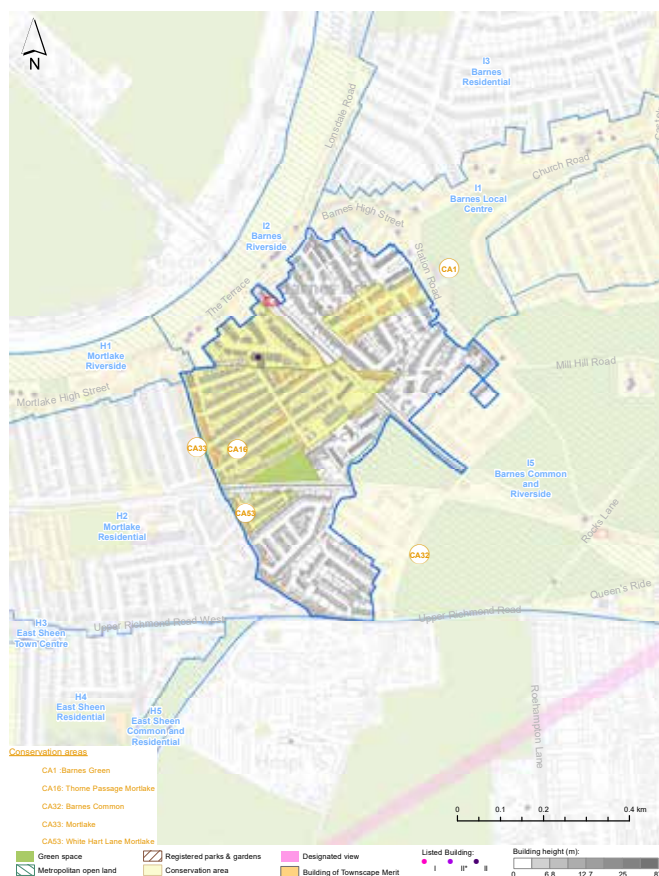 N
I3
Barnes
Residential
Lonsdale Road
Church Road
I1
Barnes Local
Centre
Barnes High Street
I2
Barnes
Riverside
Station Road
CA1
The Terrace
H1
Mortlake
Riverside
Mill Hill Road
Mortlake High Street
CA33
CA16
I5
Barnes Common
and
Riverside
H2
Mortlake
Residential
CA53
Rocks Lane
CA32
Queen's Ride
Upper Richmond Road West
Upper Richmond Road
H3
East Sheen
Town Centre
H4
East Sheen
Residential
H5
East Sheen
Common and
Residential
Roehampton Lane
Conservation areas
CA1 :Barnes Green
CA16: Thorne Passage Mortlake
CA32: Barnes Common
CA33: Mortlake
CA53: White Hart Lane Mortlake
0 0.1 0.2 0.4 km
Green space
Metropolitan open land
Registered parks & gardens
Conservation area
Designated view
Building of Townscape Merit
Listed Building:
I II* II
Building height (m):
0 6.8 12.7 25